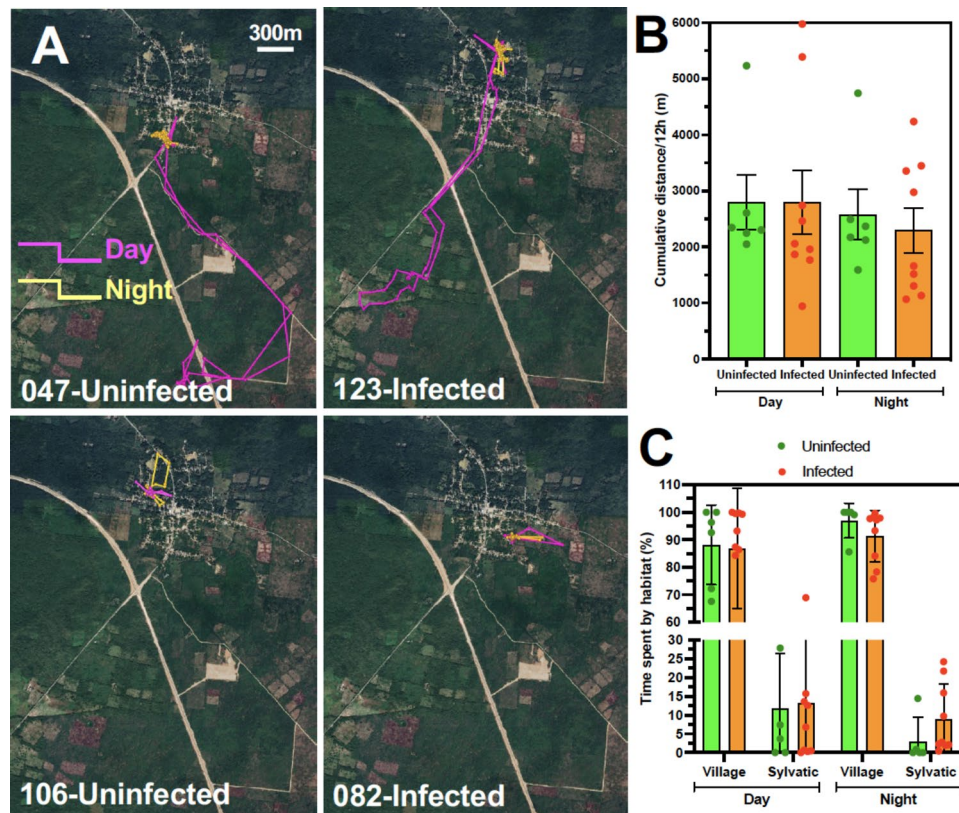 A
300m
Day
Night
047-Uninfected
123-Infected
106-Uninfected
082-Infected
B
Cumulative distance/12h (m)
6000
5000
4000
3000
2000
1000
0
Uninfected Infected Uninfected Infected
Day Night
C
Uninfected
Infected
Time spent by habitat (%)
110
100
90
80
70
60
30
25
20
15
10
5
0
Village Sylvatic Village Sylvatic
Day Night